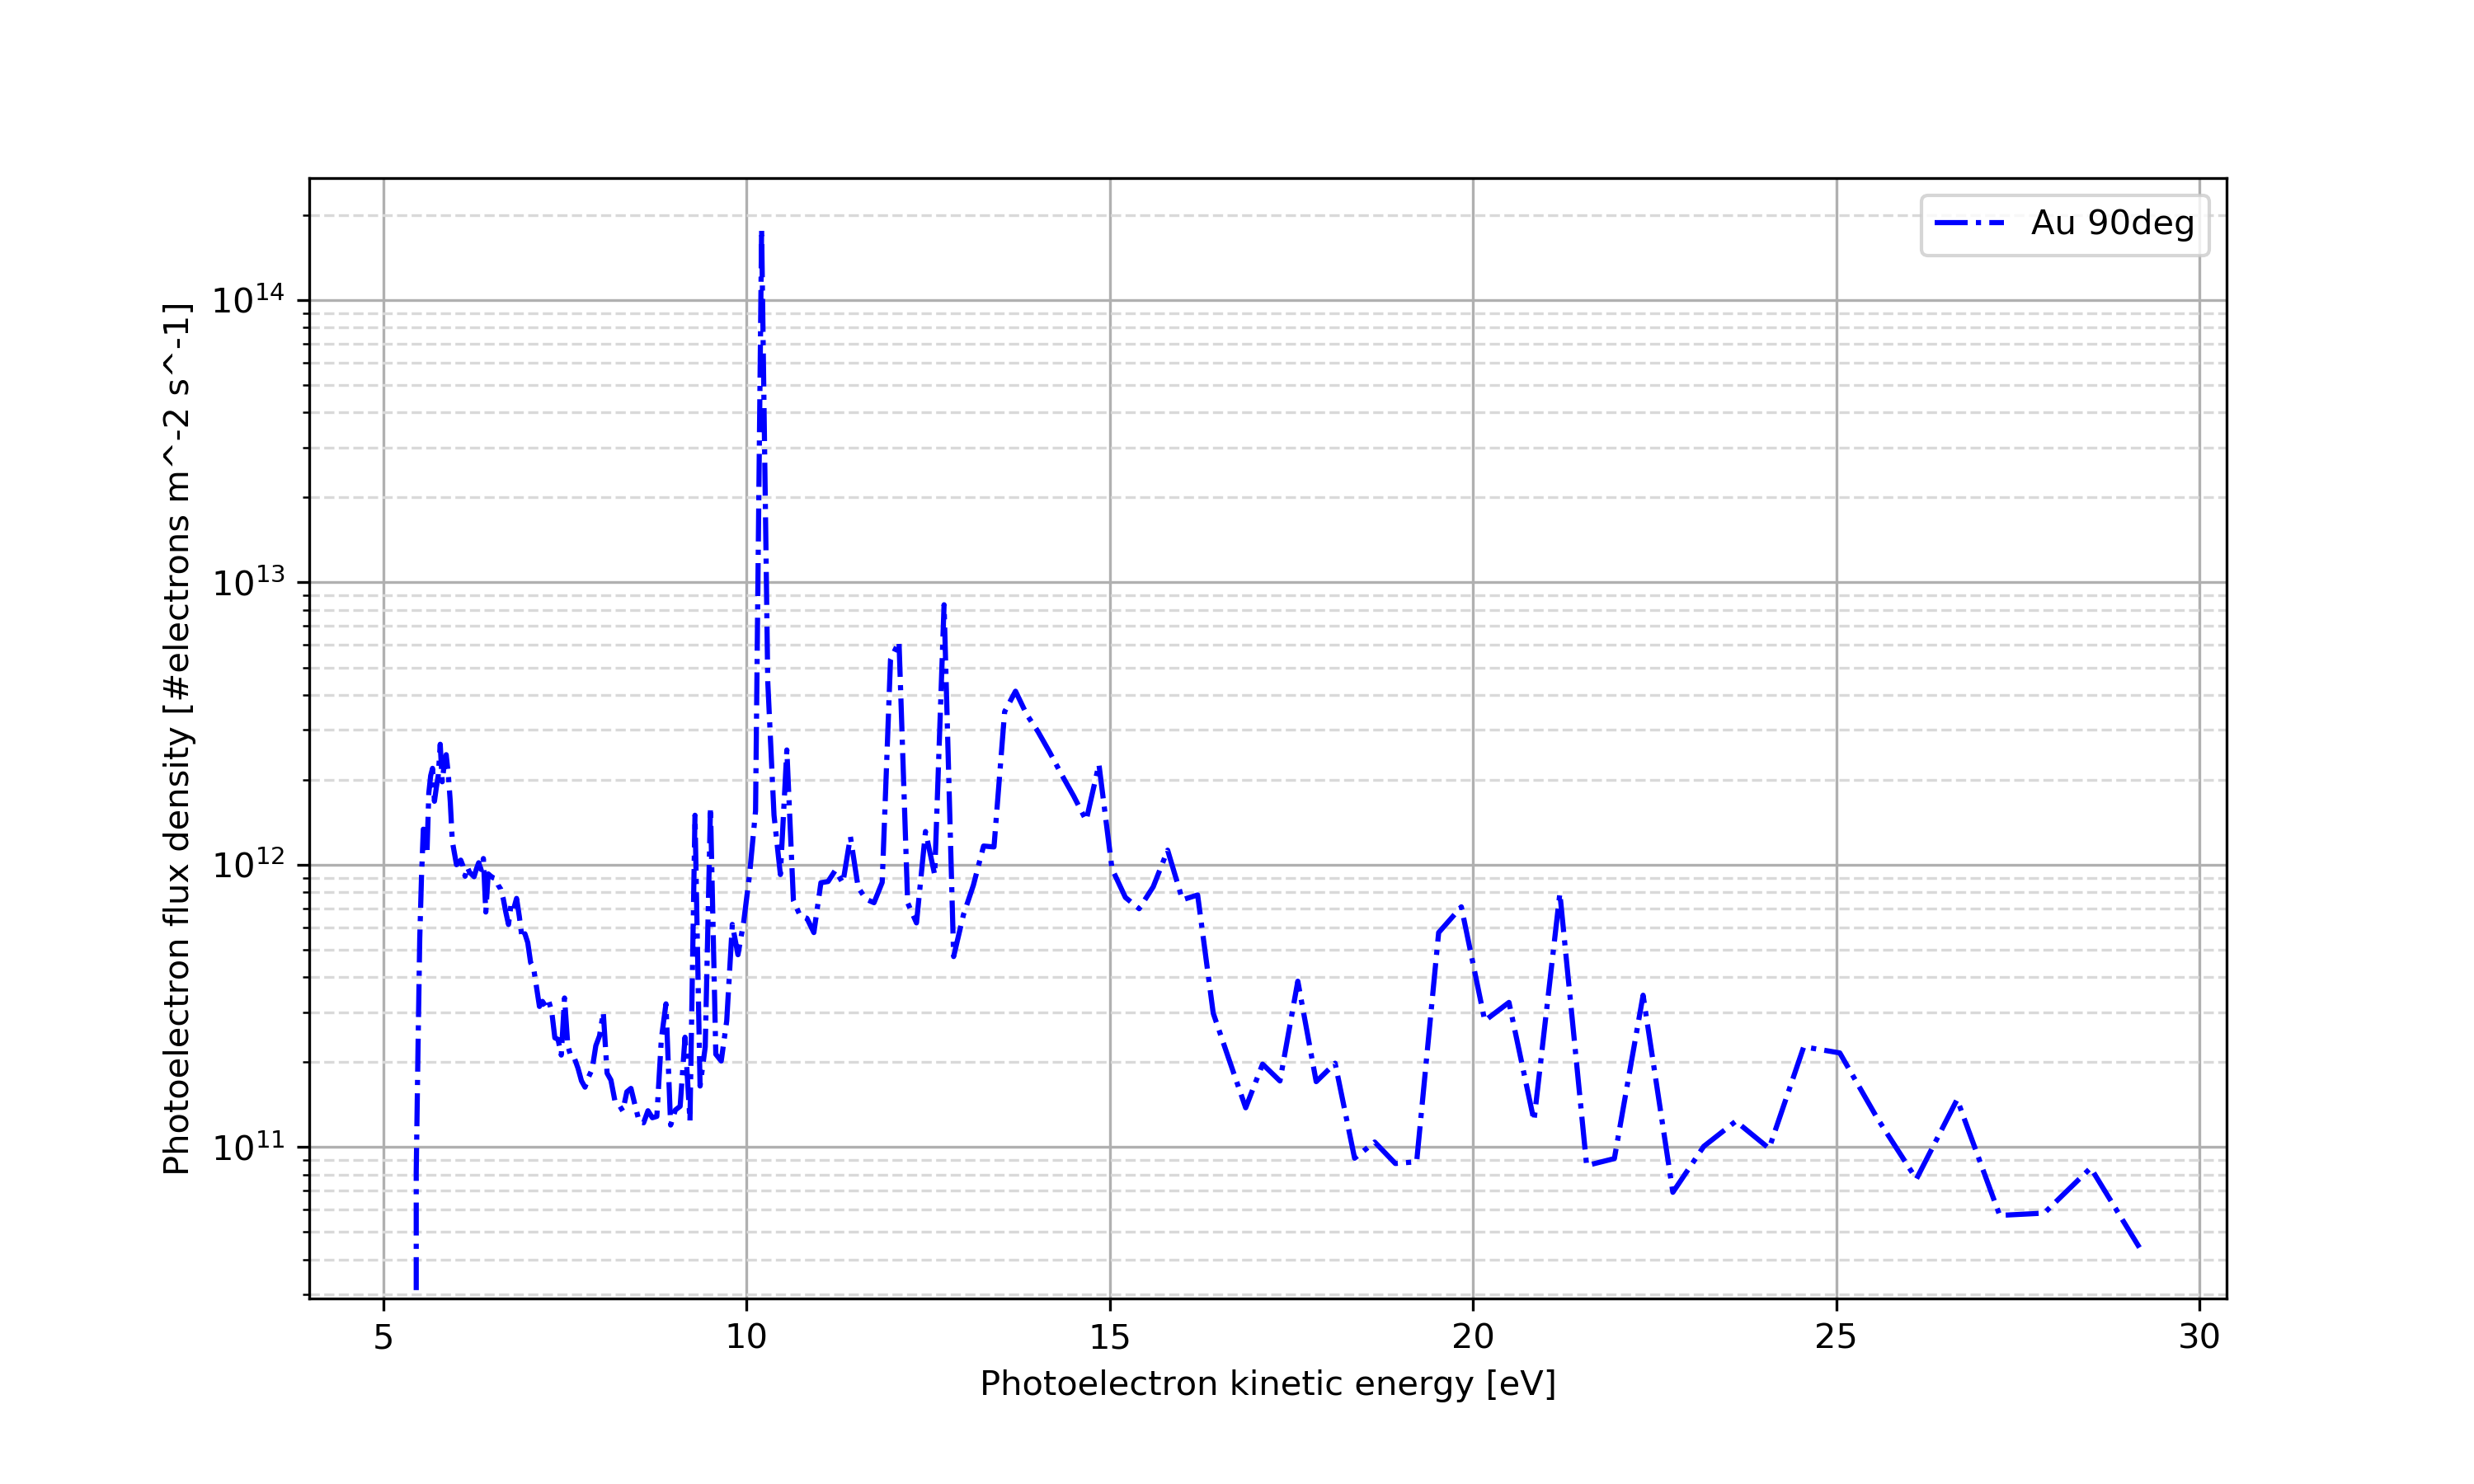 Au 90deg
Photoelectron flux density [#electrons m^-2 s^-1]
10^14
10^13
10^12
10^11
5 10 15 20 25 30
Photoelectron kinetic energy [eV]